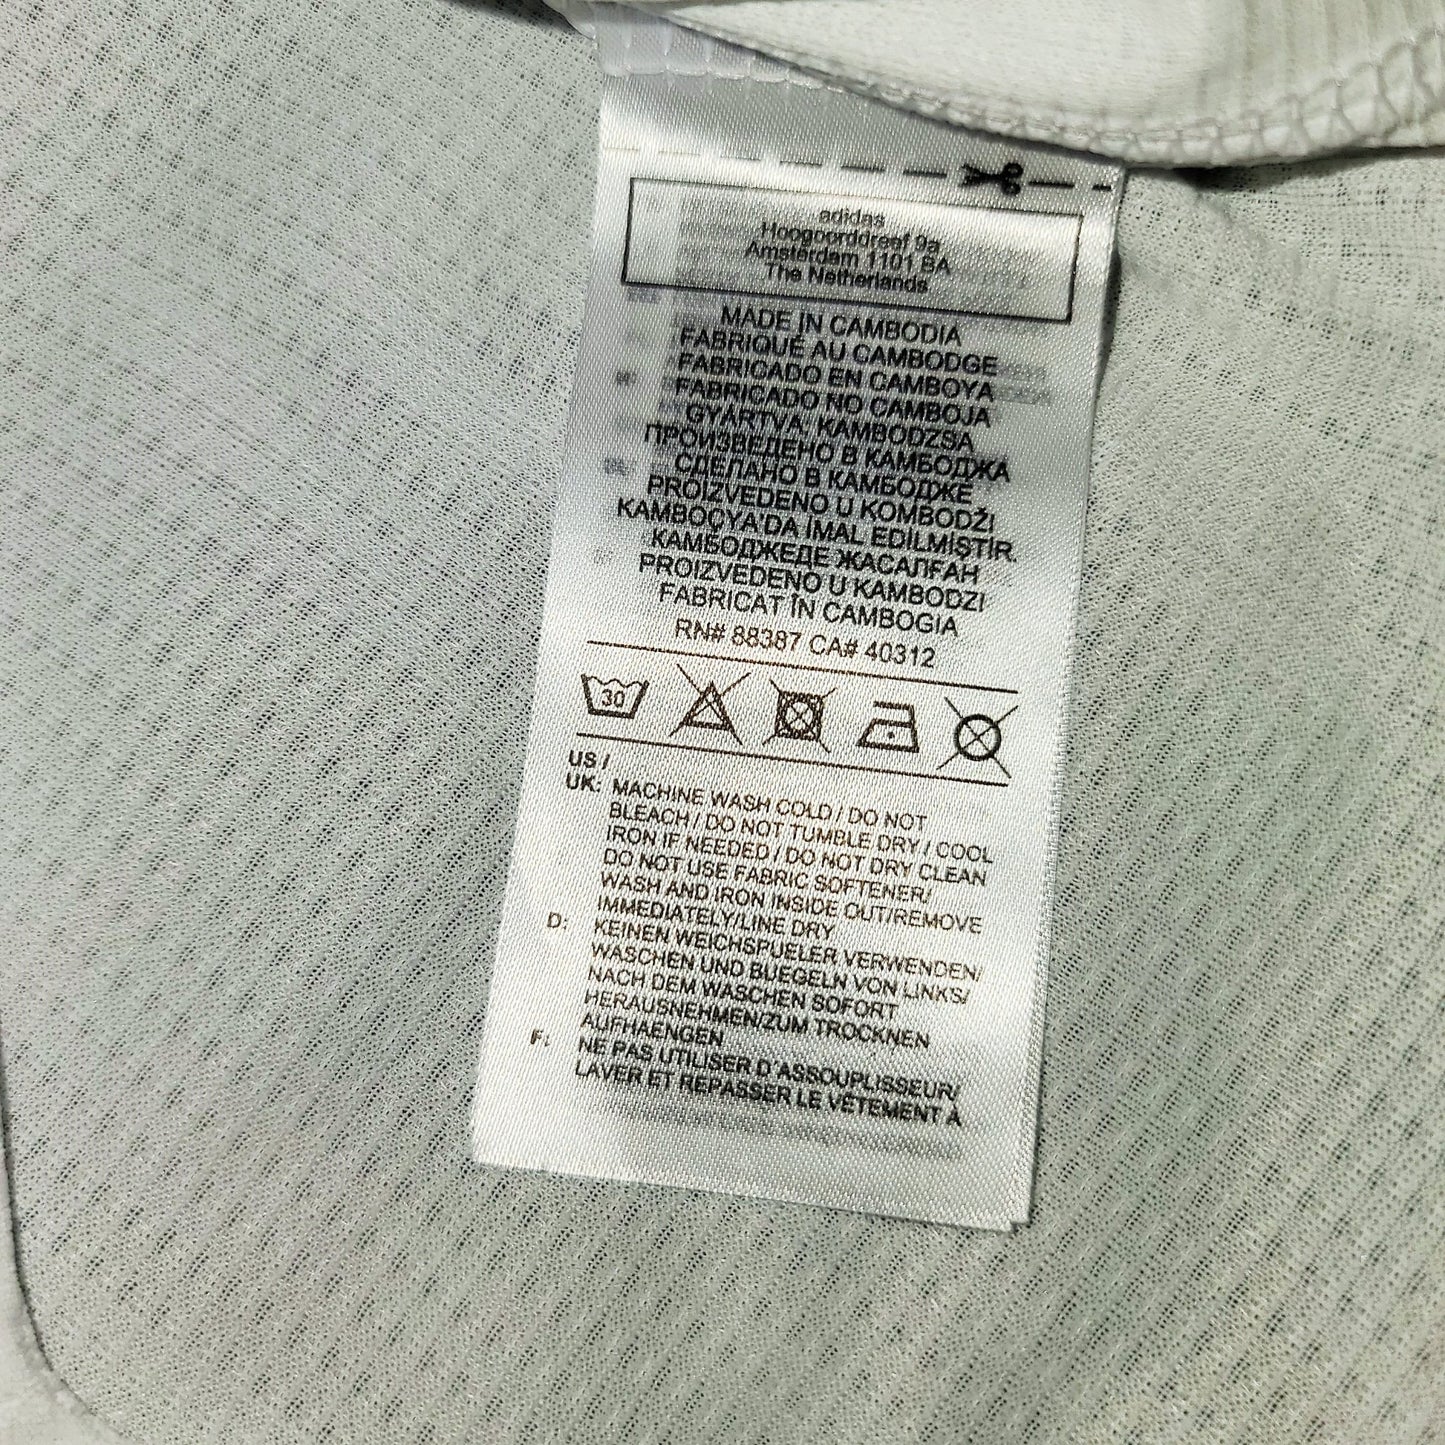 adidas
Hoogoorddreef 9a
Amsterdam 1101 BA
The Netherlands
MADE IN CAMBODIA
FABRIQUÉ AU CAMBODGE
FABRICADO EN CAMBOYA
FABRICADO NO CAMBOJA
GYÁRTVA: KAMBODZSA
ПРОИЗВЕДЕНО В КАМБОДЖА
СДЕЛАНО В КАМБОДЖЕ
PROIZVEDENO U KOMBODŽI
KAMBOÇYA'DA İMAL EDİLMİŞTİR.
КАМБОДЖЕДЕ ЖАСАЛҒАН
PROIZVEDENO U KAMBODZI
FABRICAT ÎN CAMBOGIA
RN# 88387 CA# 40312
30
US /
UK: MACHINE WASH COLD / DO NOT
BLEACH / DO NOT TUMBLE DRY / COOL
IRON IF NEEDED / DO NOT DRY CLEAN
DO NOT USE FABRIC SOFTENER/
WASH AND IRON INSIDE OUT/REMOVE
IMMEDIATELY/LINE DRY
D: KEINEN WEICHSPUELER VERWENDEN/
WASCHEN UND BUEGELN VON LINKS/
NACH DEM WASCHEN SOFORT
HERAUSNEHMEN/ZUM TROCKNEN
AUFHAENGEN
F: NE PAS UTILISER D'ASSOUPLISSEUR/
LAVER ET REPASSER LE VÊTEMENT À